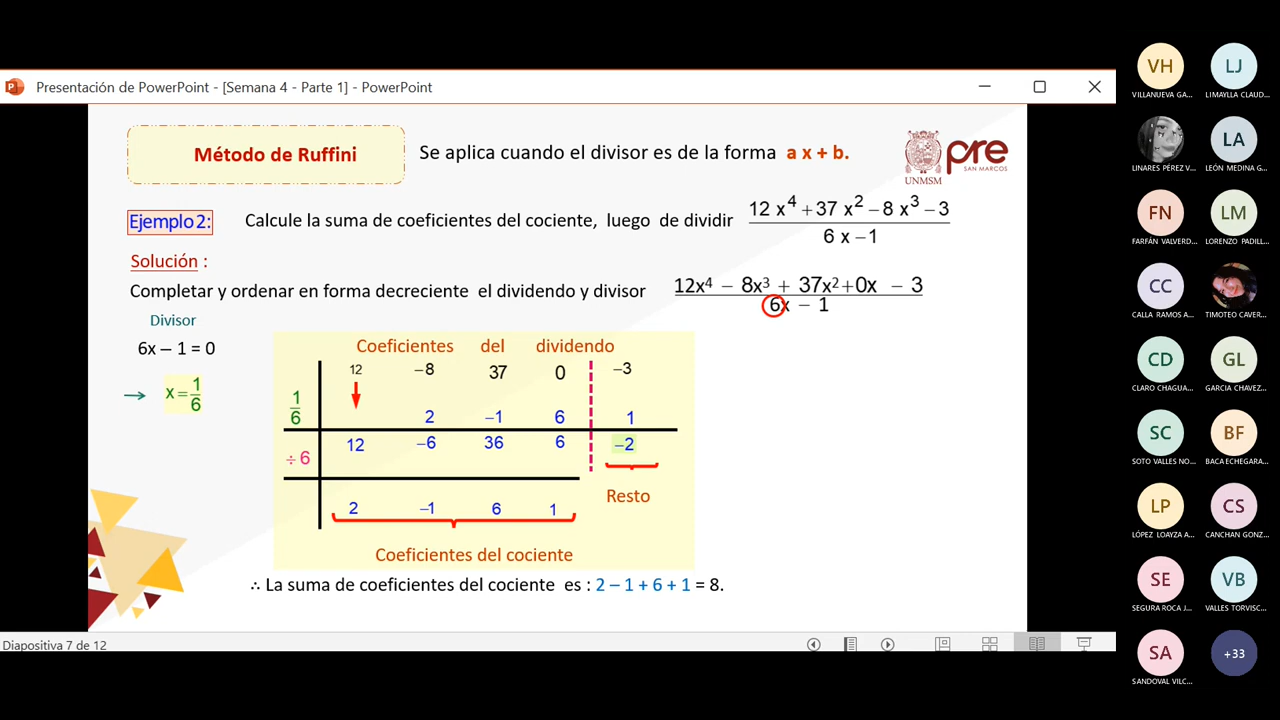 Presentación de PowerPoint - [Semana 4 - Parte 1] - PowerPoint
Método de Ruffini
Se aplica cuando el divisor es de la forma a x + b.
UNMSM
pre
SAN MARCOS
Ejemplo 2:
Calcule la suma de coeficientes del cociente, luego de dividir
12 x⁴ + 37 x² − 8 x³ − 3
6 x − 1
Solución :
Completar y ordenar en forma decreciente el dividendo y divisor
12x⁴ − 8x³ + 37x² + 0x − 3
6x − 1
Divisor
6x − 1 = 0
→ x = 1/6
Coeficientes del dividendo
12 −8 37 0 −3
1/6
2 −1 6 1
12 −6 36 6 −2
÷ 6
Resto
2 −1 6 1
Coeficientes del cociente
∴ La suma de coeficientes del cociente es : 2 − 1 + 6 + 1 = 8.
Diapositiva 7 de 12
VH LJ
VILLANUEVA GA... LIMAYLLA CLAUD...
LA
LINARES PÉREZ V... LEÓN MEDINA G...
FN LM
FARFÁN VALVERD... LORENZO PADILL...
CC
CALLA RAMOS A... TIMOTEO CAVER...
CD GL
CLARO CHAGUA... GARCIA CHAVEZ...
SC BF
SOTO VALLES NO... BACA ECHEGARA...
LP CS
LÓPEZ LOAYZA A... CANCHAN GONZ...
SE VB
SEGURA ROCA J... VALLES TORVISC...
SA +33
SANDOVAL VILC...